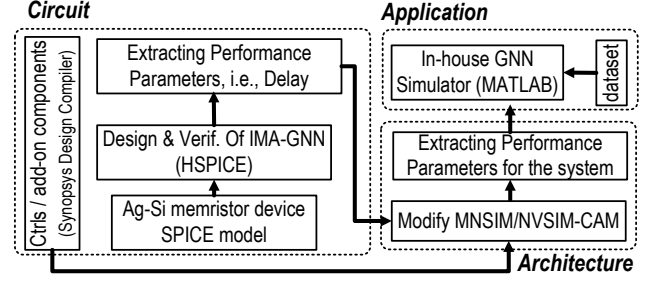 Circuit
Ctrls / add-on components
(Synopsys Design Compiler)
Extracting Performance
Parameters, i.e., Delay
Design & Verif. Of IMA-GNN
(HSPICE)
Ag-Si memristor device
SPICE model
Application
In-house GNN
Simulator (MATLAB)
dataset
Extracting Performance
Parameters for the system
Modify MNSIM/NVSIM-CAM
Architecture